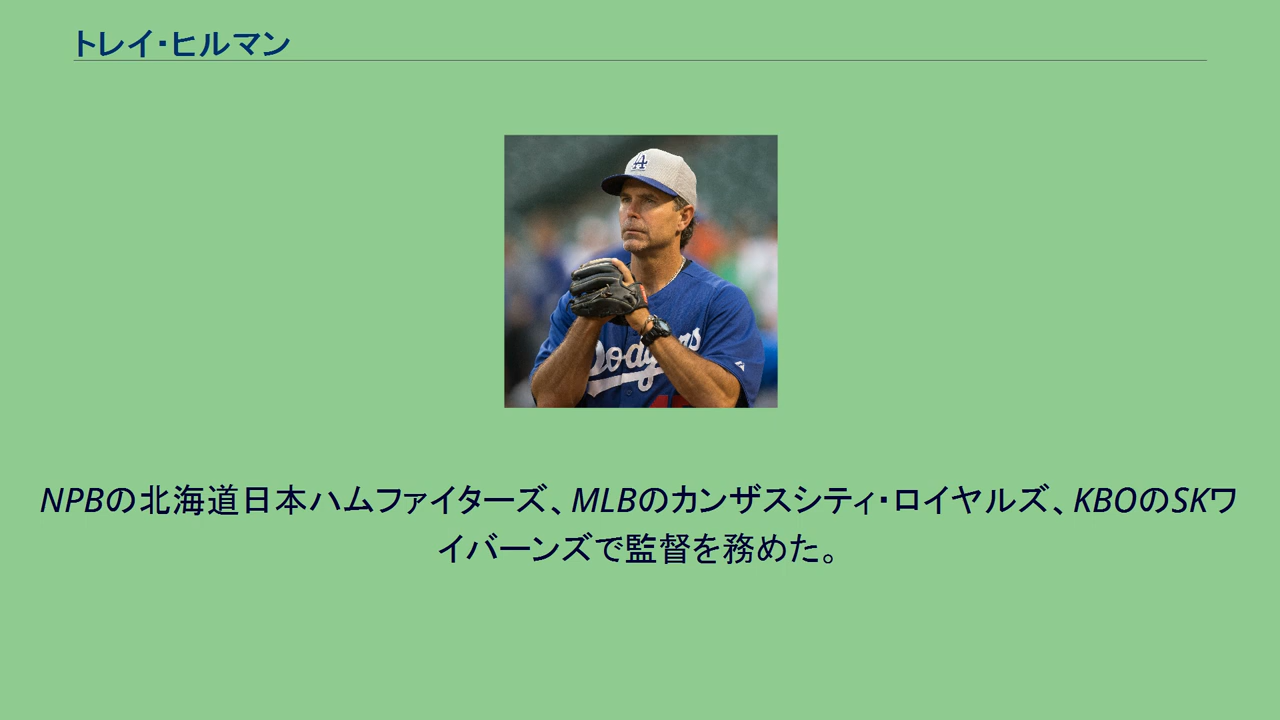 トレイ・ヒルマン
A
Dodgers
NPBの北海道日本ハムファイターズ、MLBのカンザスシティ・ロイヤルズ、KBOのSKワ
イバーンズで監督を務めた。